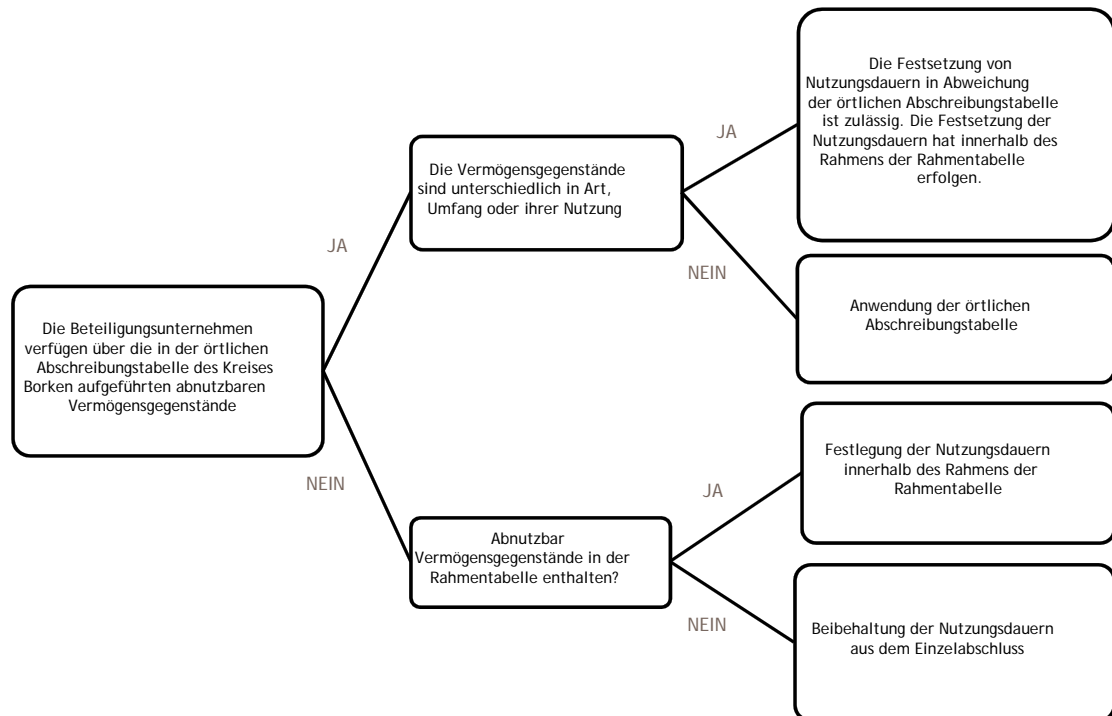 Die Festsetzung von
Nutzungsdauern in Abweichung
der örtlichen Abschreibungstabelle
ist zulässig. Die Festsetzung der
Nutzungsdauern hat innerhalb des
Rahmens der Rahmentabelle
erfolgen.
JA
Die Vermögensgegenstände
sind unterschiedlich in Art,
Umfang oder ihrer Nutzung
JA
NEIN
Anwendung der örtlichen
Abschreibungstabelle
Die Beteiligungsunternehmen
verfügen über die in der örtlichen
Abschreibungstabelle des Kreises
Borken aufgeführten abnutzbaren
Vermögensgegenstände
NEIN
Festlegung der Nutzungsdauern
innerhalb des Rahmens der
Rahmentabelle
JA
Abnutzbar
Vermögensgegenstände in der
Rahmentabelle enthalten?
NEIN
Beibehaltung der Nutzungsdauern
aus dem Einzelabschluss